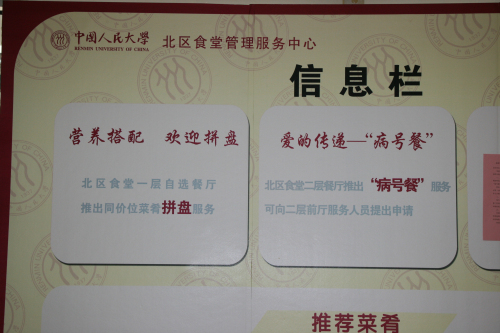 中国人民大学
RENMIN UNIVERSITY OF CHINA
北区食堂管理服务中心
信息栏
营养搭配 欢迎拼盘
北区食堂一层自选餐厅
推出同价位菜肴拼盘服务
爱的传递—“病号餐”
北区食堂二层餐厅推出“病号餐”服务
可向二层前厅服务人员提出申请
推荐菜肴